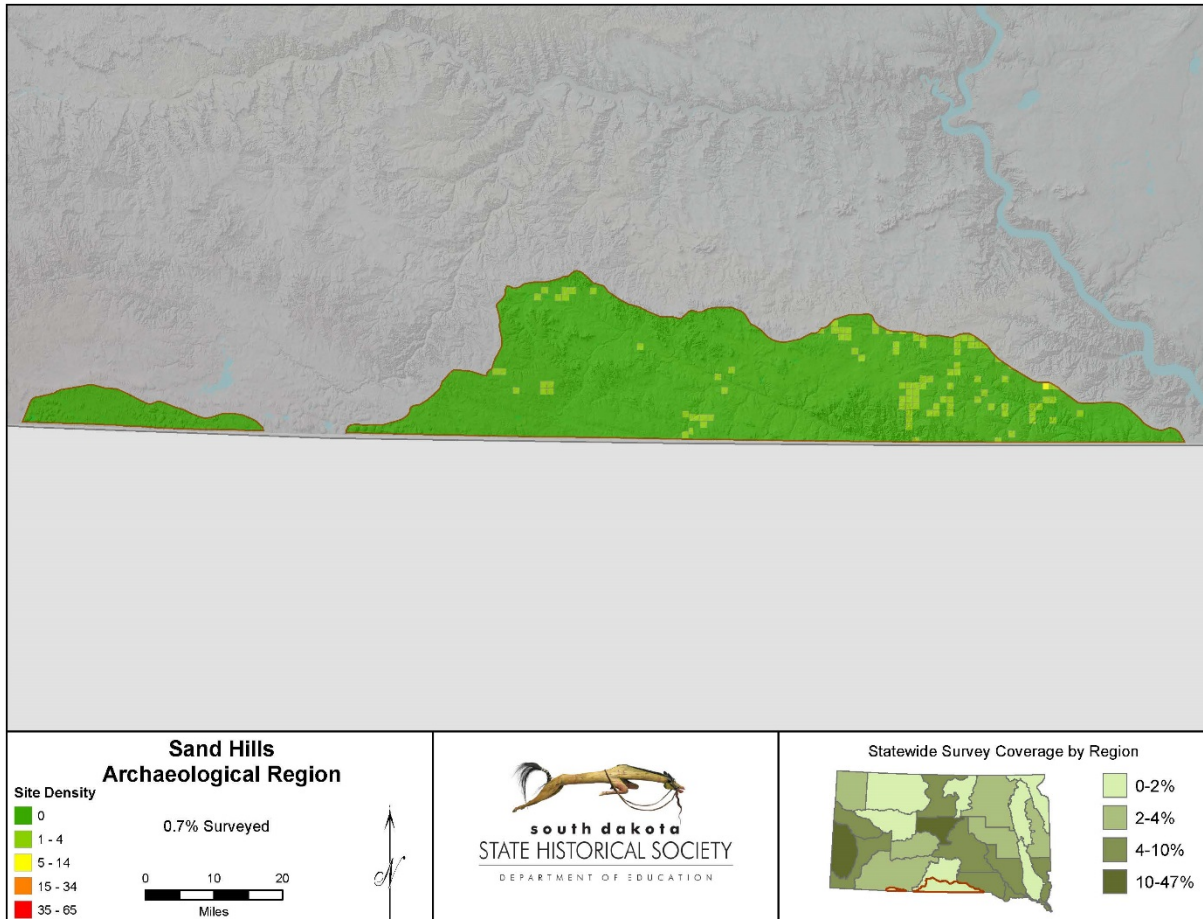 Sand Hills
Archaeological Region
Site Density
0
1 - 4
5 - 14
15 - 34
35 - 65
0.7% Surveyed
N
0 10 20
Miles
south dakota
STATE HISTORICAL SOCIETY
DEPARTMENT OF EDUCATION
Statewide Survey Coverage by Region
0-2%
2-4%
4-10%
10-47%